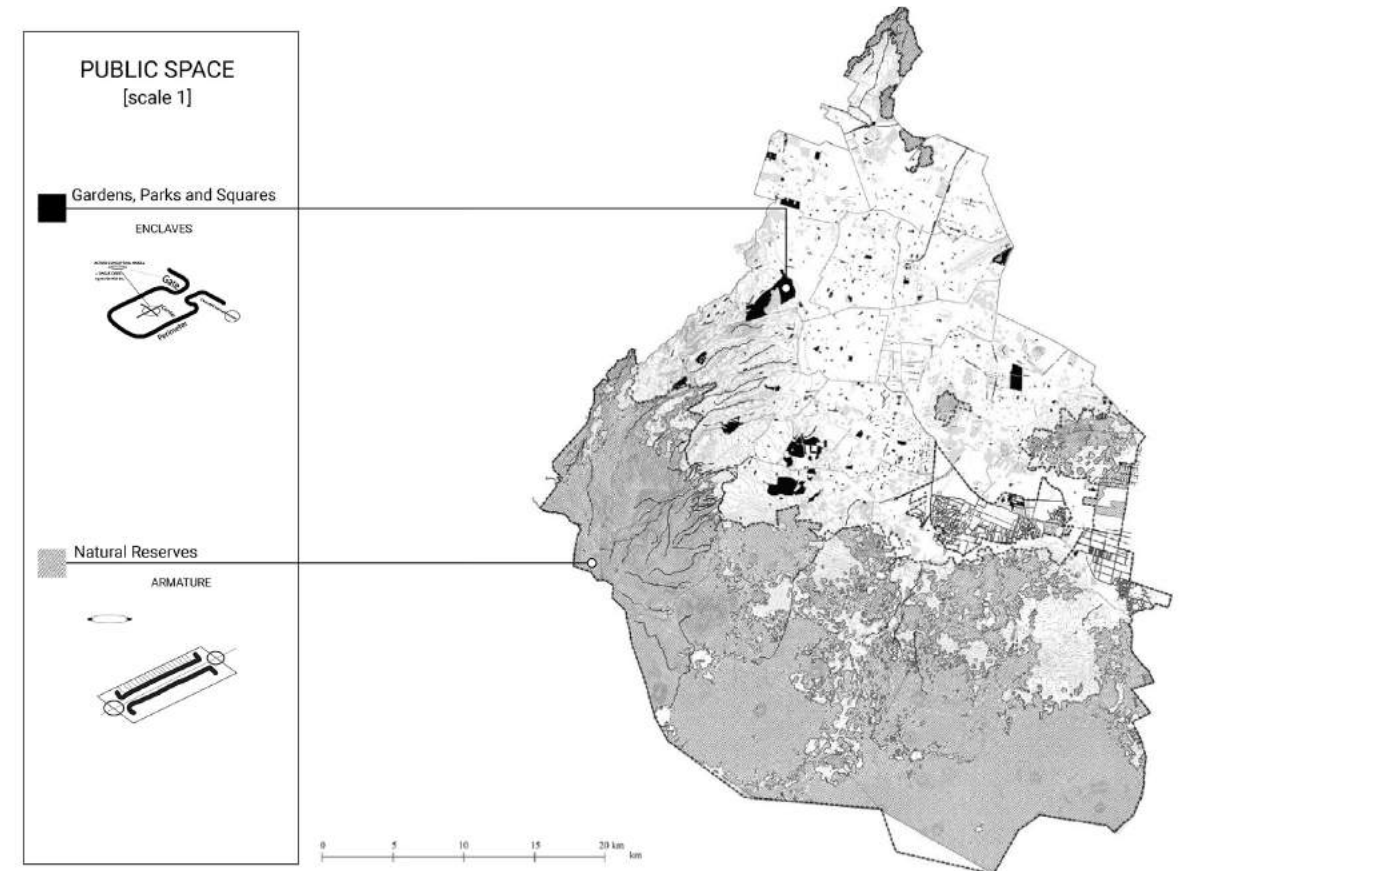 PUBLIC SPACE
[scale 1]
Gardens, Parks and Squares
ENCLAVES
Gate
Perimeter
Natural Reserves
ARMATURE
0 5 10 15 20 km
km